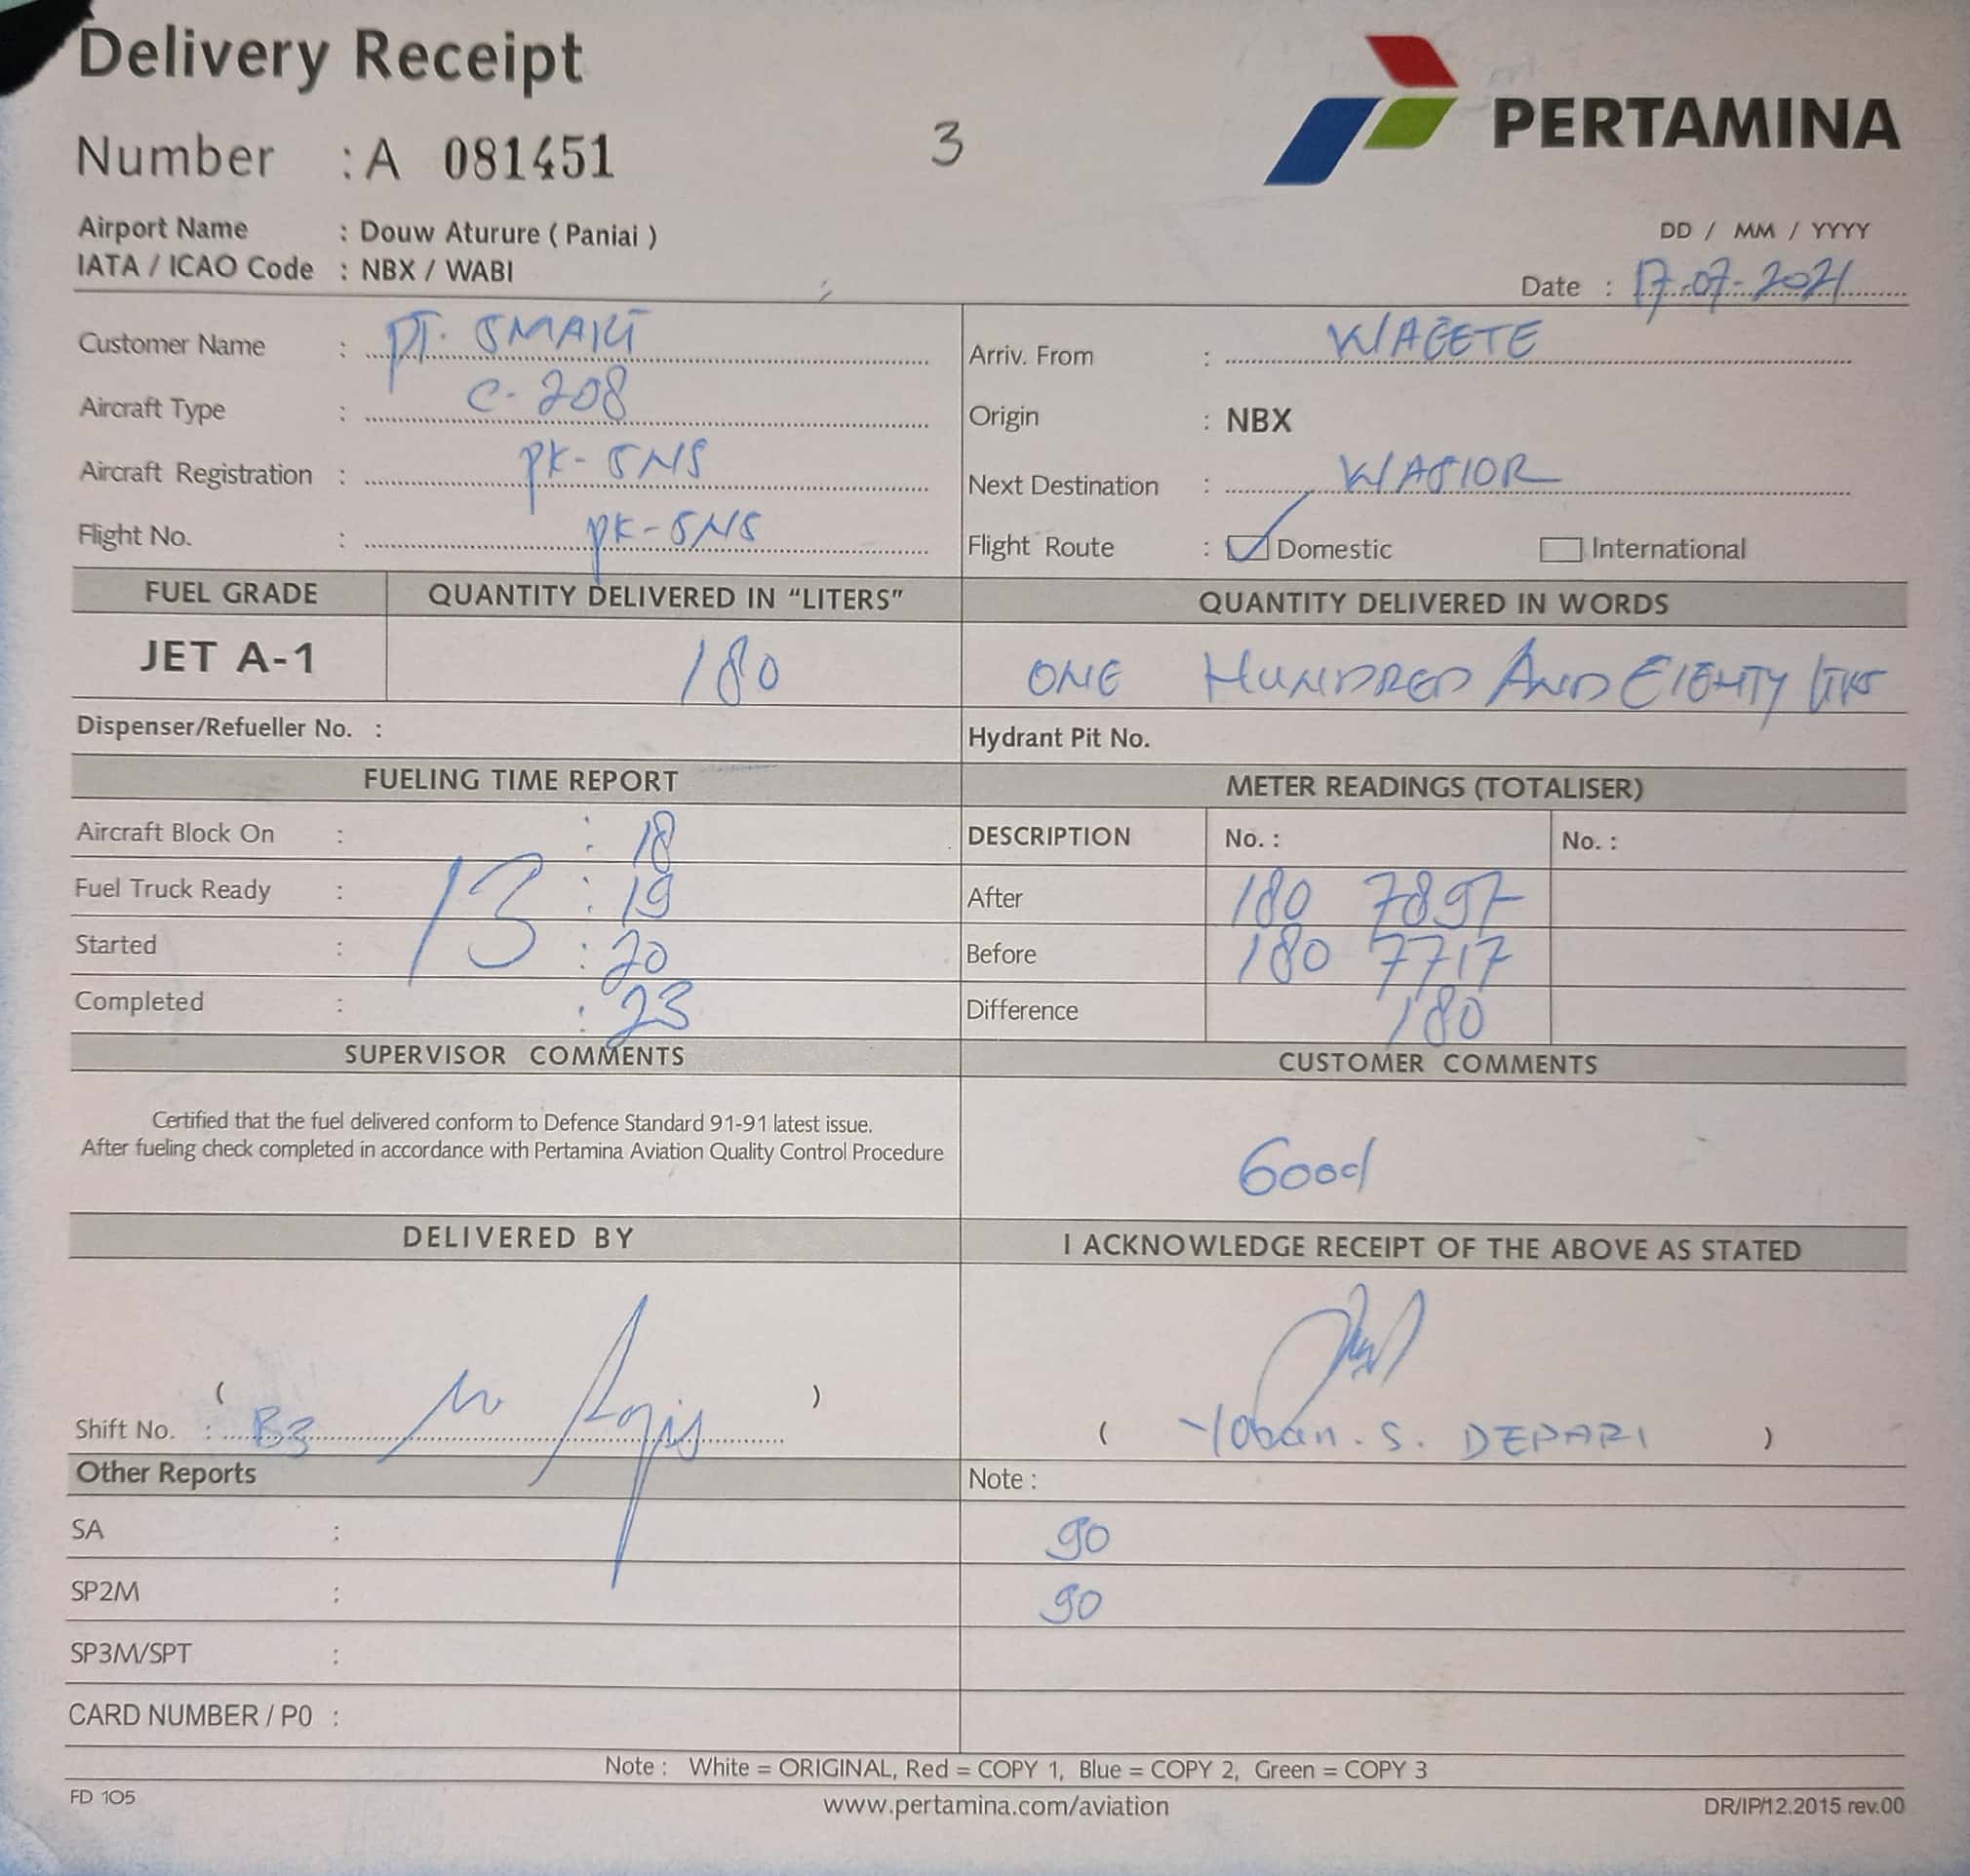 Delivery Receipt
PERTAMINA
Number : A 081451
3
Airport Name : Douw Aturure ( Paniai )
IATA / ICAO Code : NBX / WABI
DD / MM / YYYY
Date : 17-07-2021
Customer Name : PT. SMART
Aircraft Type : C-208
Aircraft Registration : PK-SNS
Flight No. : PK-SNS
Arriv. From : WAGETE
Origin : NBX
Next Destination : WASIOR
Flight Route : Domestic International
FUEL GRADE QUANTITY DELIVERED IN “LITERS” QUANTITY DELIVERED IN WORDS
JET A-1 180 ONE HUNDRED AND EIGHTY
Dispenser/Refueller No. : Hydrant Pit No.
FUELING TIME REPORT
Aircraft Block On : : 18
Fuel Truck Ready : 13 : 19
Started : : 20
Completed : : 23
METER READINGS (TOTALISER)
DESCRIPTION No. : No. :
After 180 7897
Before 180 7717
Difference 180
SUPERVISOR COMMENTS
Certified that the fuel delivered conform to Defence Standard 91-91 latest issue.
After fueling check completed in accordance with Pertamina Aviation Quality Control Procedure
CUSTOMER COMMENTS
Good
DELIVERED BY
( )
Shift No. : B3
I ACKNOWLEDGE RECEIPT OF THE ABOVE AS STATED
( Yoban. S. DEPARI )
Other Reports
SA :
SP2M :
SP3M/SPT :
CARD NUMBER / P0 :
Note :
90
90
Note : White = ORIGINAL, Red = COPY 1, Blue = COPY 2, Green = COPY 3
FD 105
www.pertamina.com/aviation
DR/IP/12.2015 rev.00